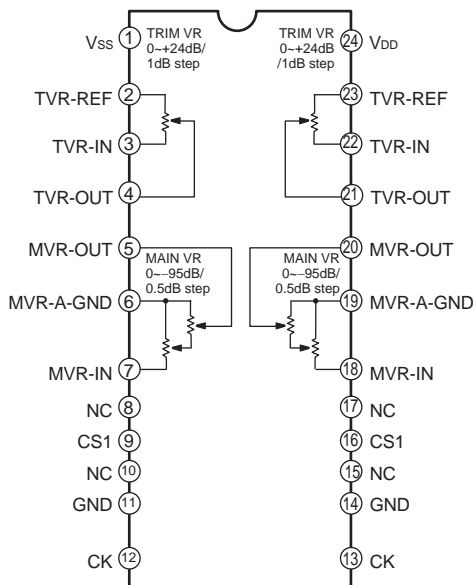 VSS 1 TRIM VR 0~+24dB/ 1dB step
TRIM VR 0~+24dB /1dB step 24 VDD
TVR-REF 2
23 TVR-REF
TVR-IN 3
22 TVR-IN
TVR-OUT 4
21 TVR-OUT
MVR-OUT 5
20 MVR-OUT
MAIN VR
0~−95dB/
0.5dB step
MAIN VR
0~−95dB/
0.5dB step
MVR-A-GND 6
19 MVR-A-GND
MVR-IN 7
18 MVR-IN
NC 8
17 NC
CS1 9
16 CS1
NC 10
15 NC
GND 11
14 GND
CK 12
13 CK